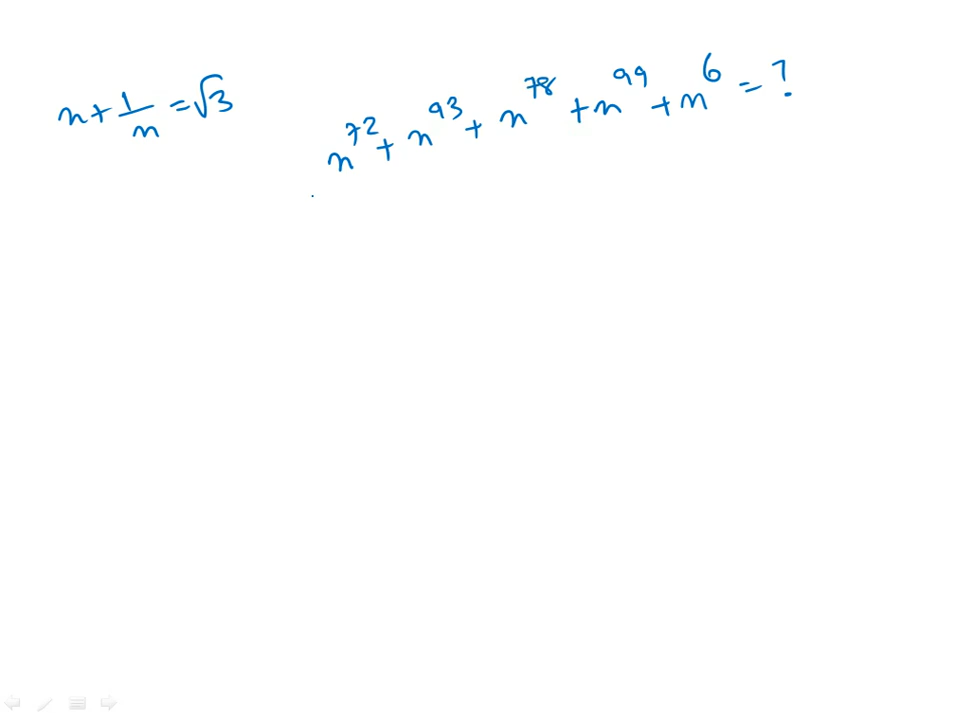 n + 1/n = √3
n^72 + n^93 + n^78 + n^99 + n^6 = ?